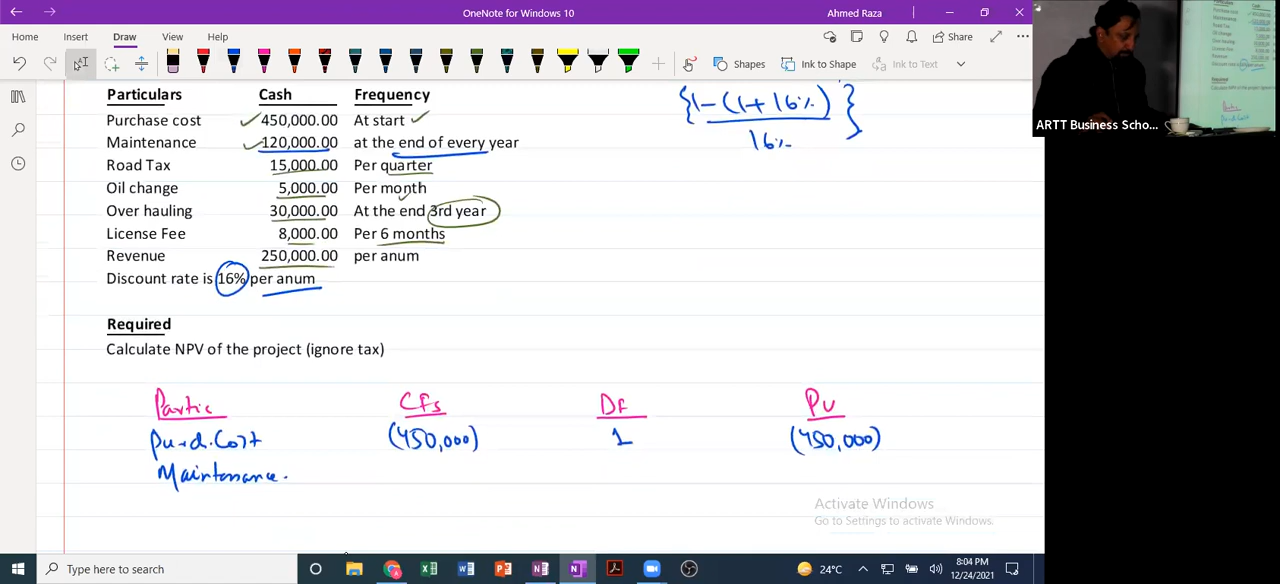 OneNote for Windows 10
Ahmed Raza
Home Insert Draw View Help
Share
Shapes Ink to Shape Ink to Text
Particulars Cash Frequency
Purchase cost 450,000.00 At start
Maintenance 120,000.00 at the end of every year
Road Tax 15,000.00 Per quarter
Oil change 5,000.00 Per month
Over hauling 30,000.00 At the end 3rd year
License Fee 8,000.00 Per 6 months
Revenue 250,000.00 per anum
Discount rate is 16% per anum
{1-(1+16%)}
16%
Required
Calculate NPV of the project (ignore tax)
Partic Cfs Df PV
Purch.Cost (450,000) 1 (450,000)
Maintenance.
Activate Windows
Go to Settings to activate Windows.
ARTT Business Scho...
Type here to search
24°C
8:04 PM
12/24/2021